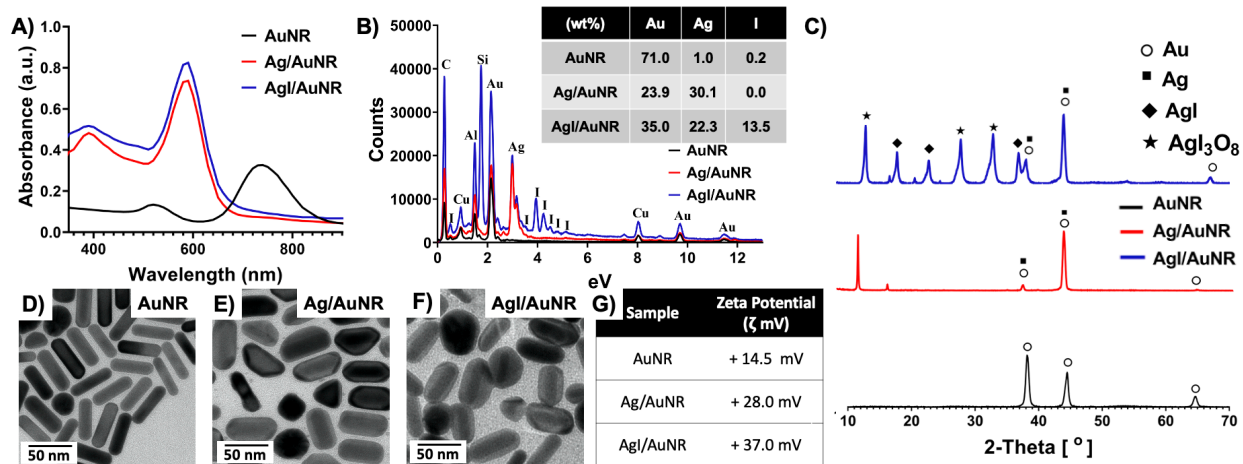 A)
1.0
0.8
0.6
0.4
0.2
0.0
Absorbance (a.u.)
400
600
800
Wavelength (nm)
AuNR
Ag/AuNR
AgI/AuNR
B)
50000
40000
30000
20000
10000
0
Counts
0
2
4
6
8
10
12
eV
C
Si
Au
Al
Ag
Cu
I
I
I
I
I
I
I
Cu
Au
Au
(wt%) Au Ag I
AuNR 71.0 1.0 0.2
Ag/AuNR 23.9 30.1 0.0
AgI/AuNR 35.0 22.3 13.5
AuNR
Ag/AuNR
AgI/AuNR
C)
Au
Ag
AgI
AgI₃O₈
AuNR
Ag/AuNR
AgI/AuNR
10
20
30
40
50
60
70
2-Theta [ ° ]
D)
AuNR
50 nm
E)
Ag/AuNR
50 nm
F)
AgI/AuNR
50 nm
G)
Sample Zeta Potential
(ζ mV)
AuNR + 14.5 mV
Ag/AuNR + 28.0 mV
AgI/AuNR + 37.0 mV